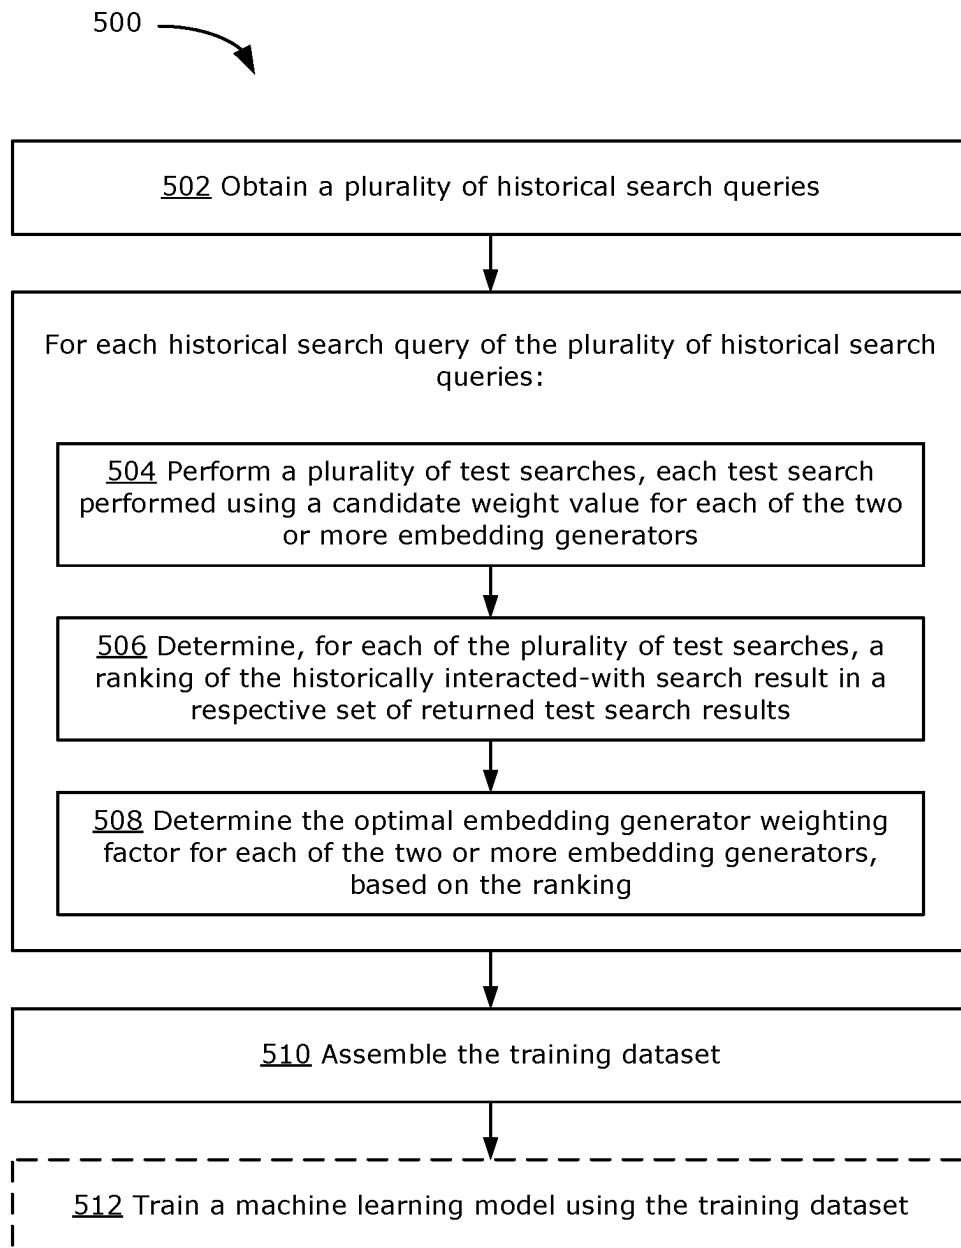 500
502 Obtain a plurality of historical search queries
For each historical search query of the plurality of historical search
queries:
504 Perform a plurality of test searches, each test search
performed using a candidate weight value for each of the two
or more embedding generators
506 Determine, for each of the plurality of test searches, a
ranking of the historically interacted-with search result in a
respective set of returned test search results
508 Determine the optimal embedding generator weighting
factor for each of the two or more embedding generators,
based on the ranking
510 Assemble the training dataset
512 Train a machine learning model using the training dataset